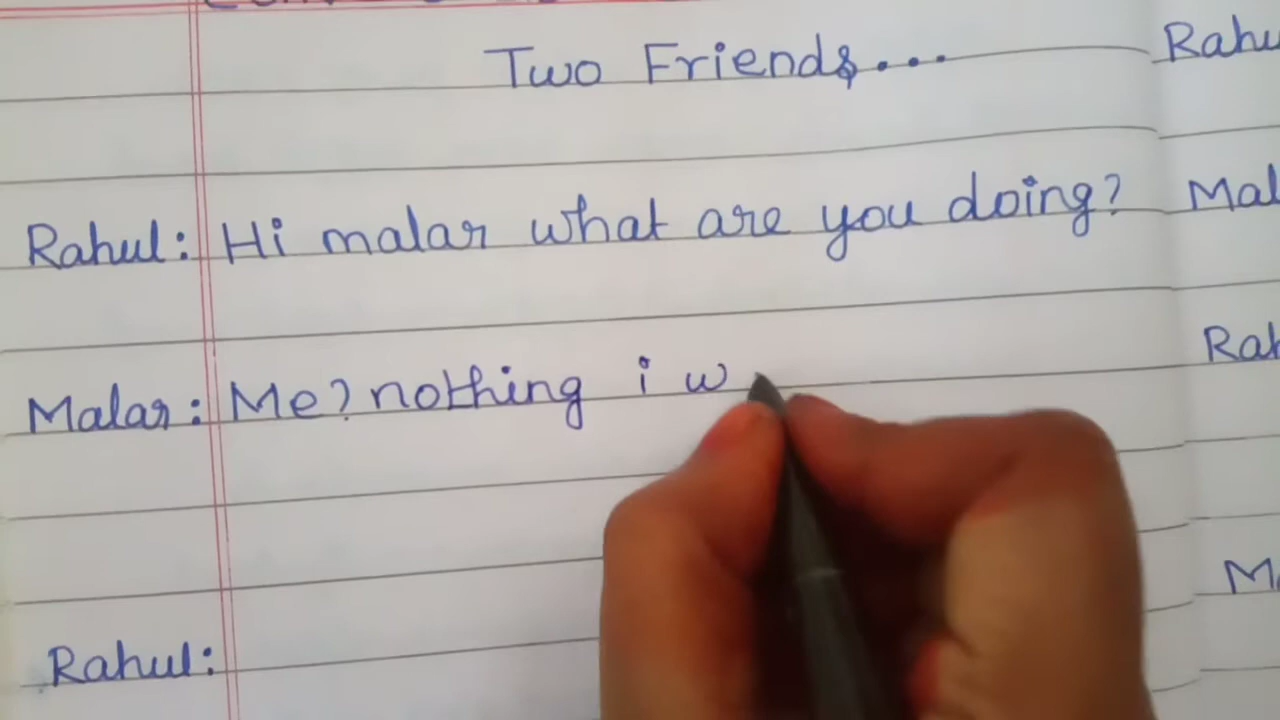 Two Friends...
Rahul: Hi malar what are you doing?
Malar: Me? nothing i w
Rahul: